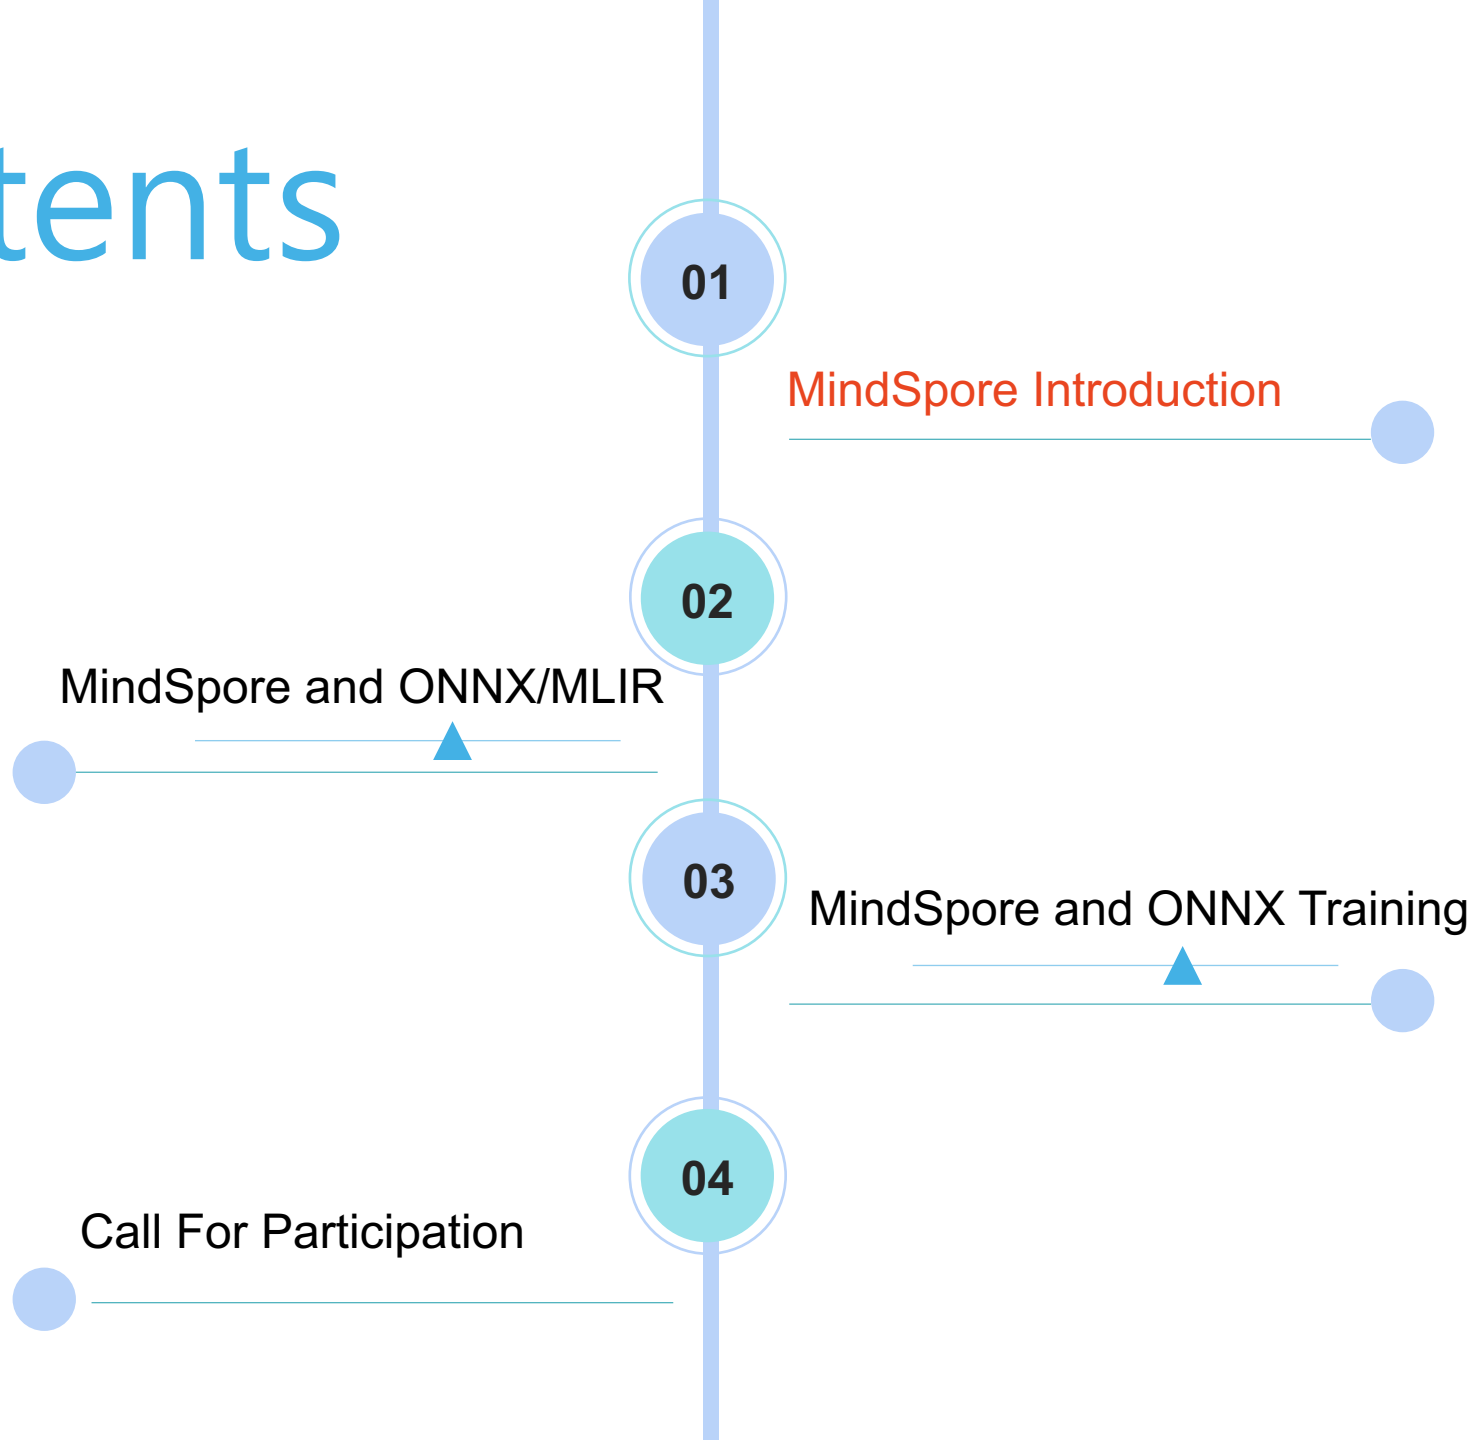 tents
01
MindSpore Introduction
02
MindSpore and ONNX/MLIR
03
MindSpore and ONNX Training
04
Call For Participation